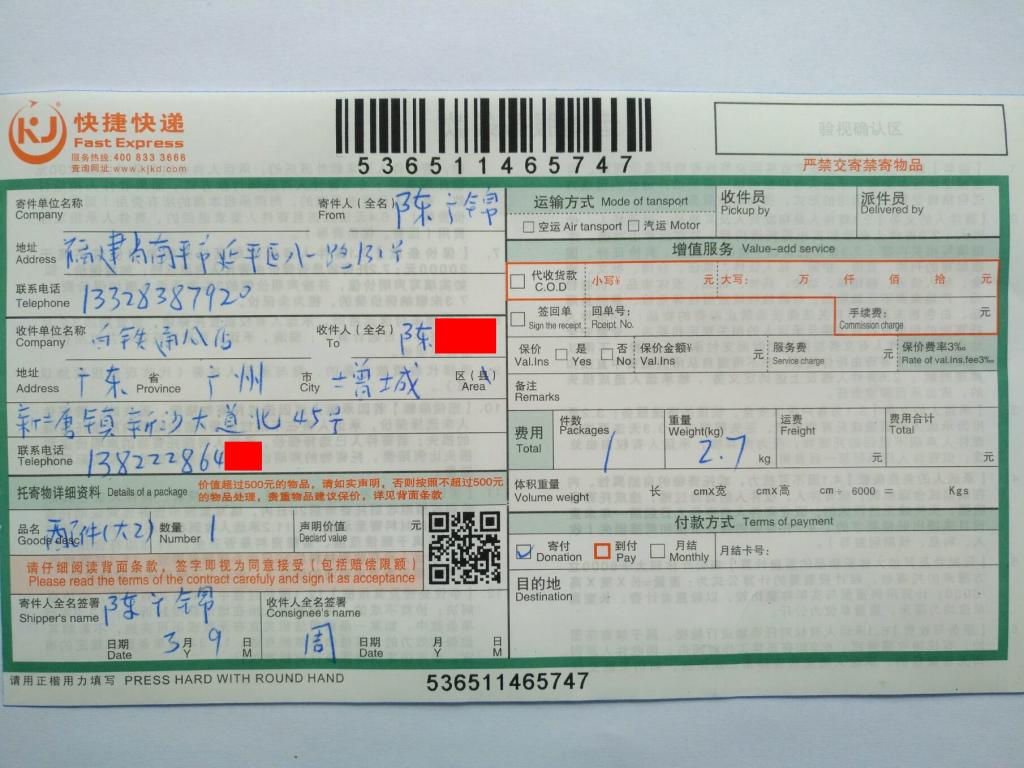 快捷快递
Fast Express
服务热线:400 833 3666
查询网址:www.kjkd.com
536511465747
验视确认区
严禁交寄禁寄物品
寄件单位名称 Company
寄件人（全名） From 陈广锦
地址 Address 福建省南平市延平区八一路131号
联系电话 Telephone 13328387920
收件单位名称 Company
收件人（全名） To 陈
地址 Address 广东 省 Province 广州 市 City 增城 区（县） Area
新塘镇新沙大道北45号
联系电话 Telephone 138222864
托寄物详细资料 Details of a package
价值超过500元的物品，请如实声明，否则按照不超过500元
的物品处理，贵重物品建议保价，详见背面条款
品名 Goods desci 配件(大2) 数量 Number 1 声明价值 Declard value 元
请仔细阅读背面条款，签字即视为同意接受（包括赔偿限额）
Please read the terms of the contract carefuly and sign it as acceptance
寄件人全名签署 Shipper's name 陈广锦
日期 Date 3 月 Y 9 日 M
收件人全名签署 Consignee's name 周
日期 Date 月 Y 日 M
运输方式 Mode of tansport
空运 Air tansport 汽运 Motor
收件员 Pickup by
派件员 Delivered by
增值服务 Value-add service
代收货款 C.O.D 小写¥ 元 大写： 万 仟 佰 拾 元
签回单 Sign the receipt 回单号： Rceipt No. 手续费： Commission charge 元
保价 Val.Ins 是 Yes 否 No 保价金额¥ Val.Ins 元 服务费 Service charge 元 保价费率3‰ Rate of val.Ins.fee3‰
备注 Remarks
费用 Total
件数 Packages 1
重量 Weight(kg) 2.7 kg
运费 Freight 元
费用合计 Total 元
体积重量 Volume weight 长 cmX宽 cmX高 cm÷ 6000 = Kgs
付款方式 Terms of payment
寄付 Donation 到付 Pay 月结 Monthly 月结卡号：
目的地 Destination
请用正楷用力填写 PRESS HARD WITH ROUND HAND
536511465747